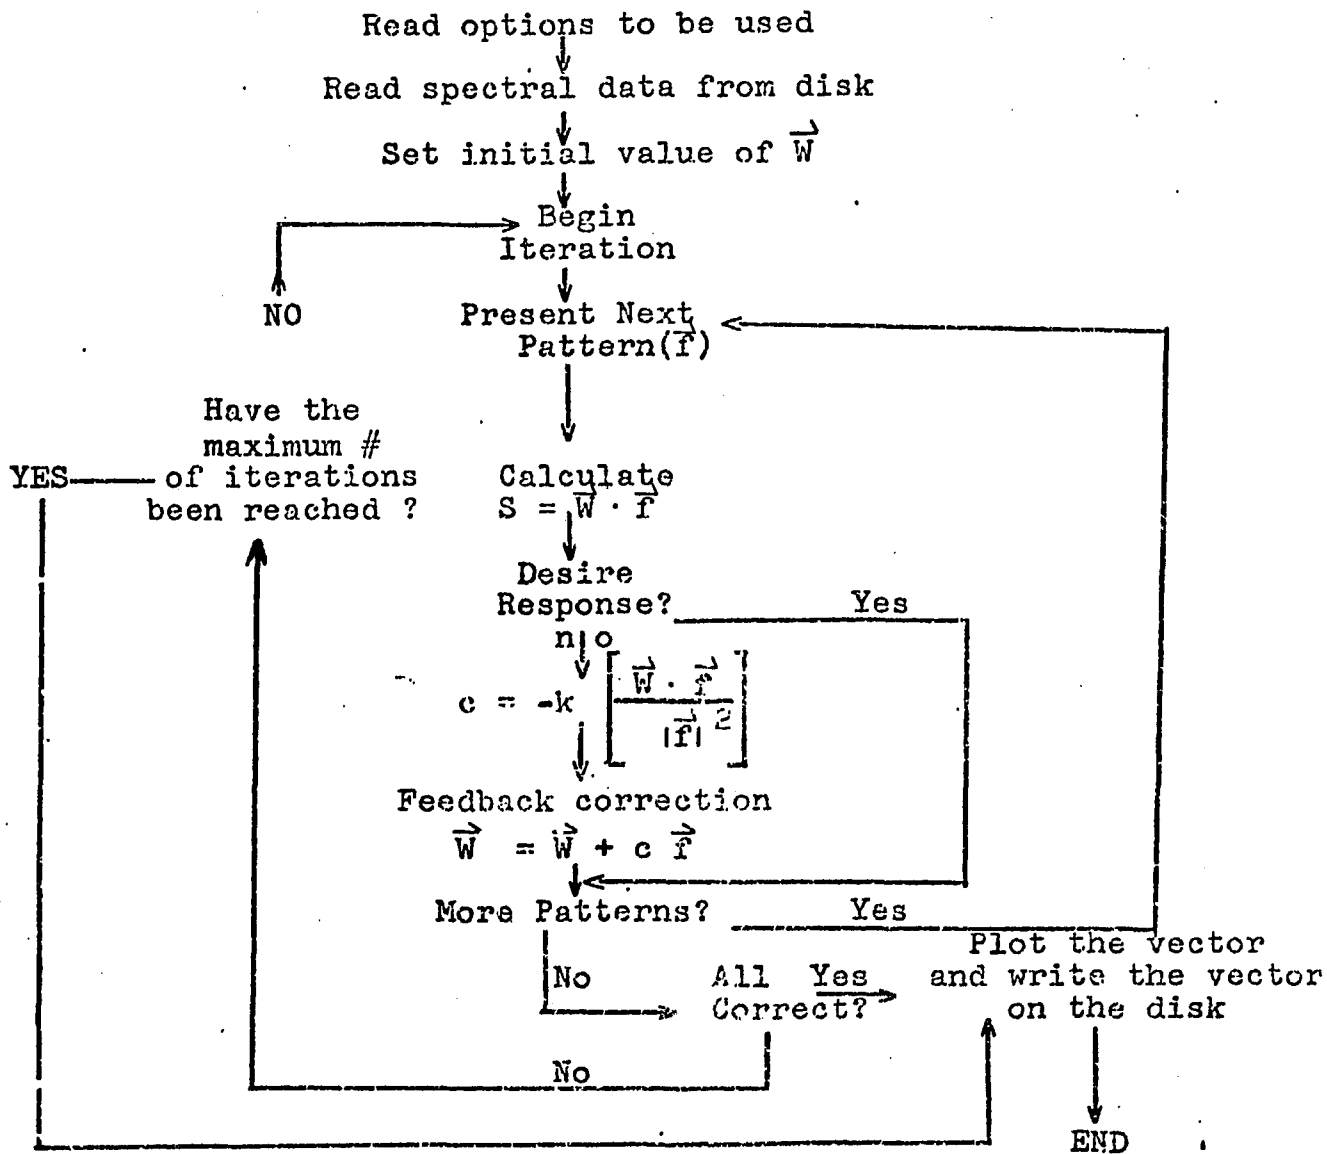 Read options to be used
Read spectral data from disk
Set initial value of W⃗
Begin
Iteration
NO
Present Next
Pattern(f⃗)
Have the
maximum #
of iterations
been reached ?
YES
Calculate
S = W⃗ · f⃗
Desire
Response?
Yes
no
c = -k [W⃗ · f⃗ / |f⃗|²]
Feedback correction
W⃗ = W⃗ + c f⃗
More Patterns?
Yes
No
All
Correct?
Yes
Plot the vector
and write the vector
on the disk
No
END